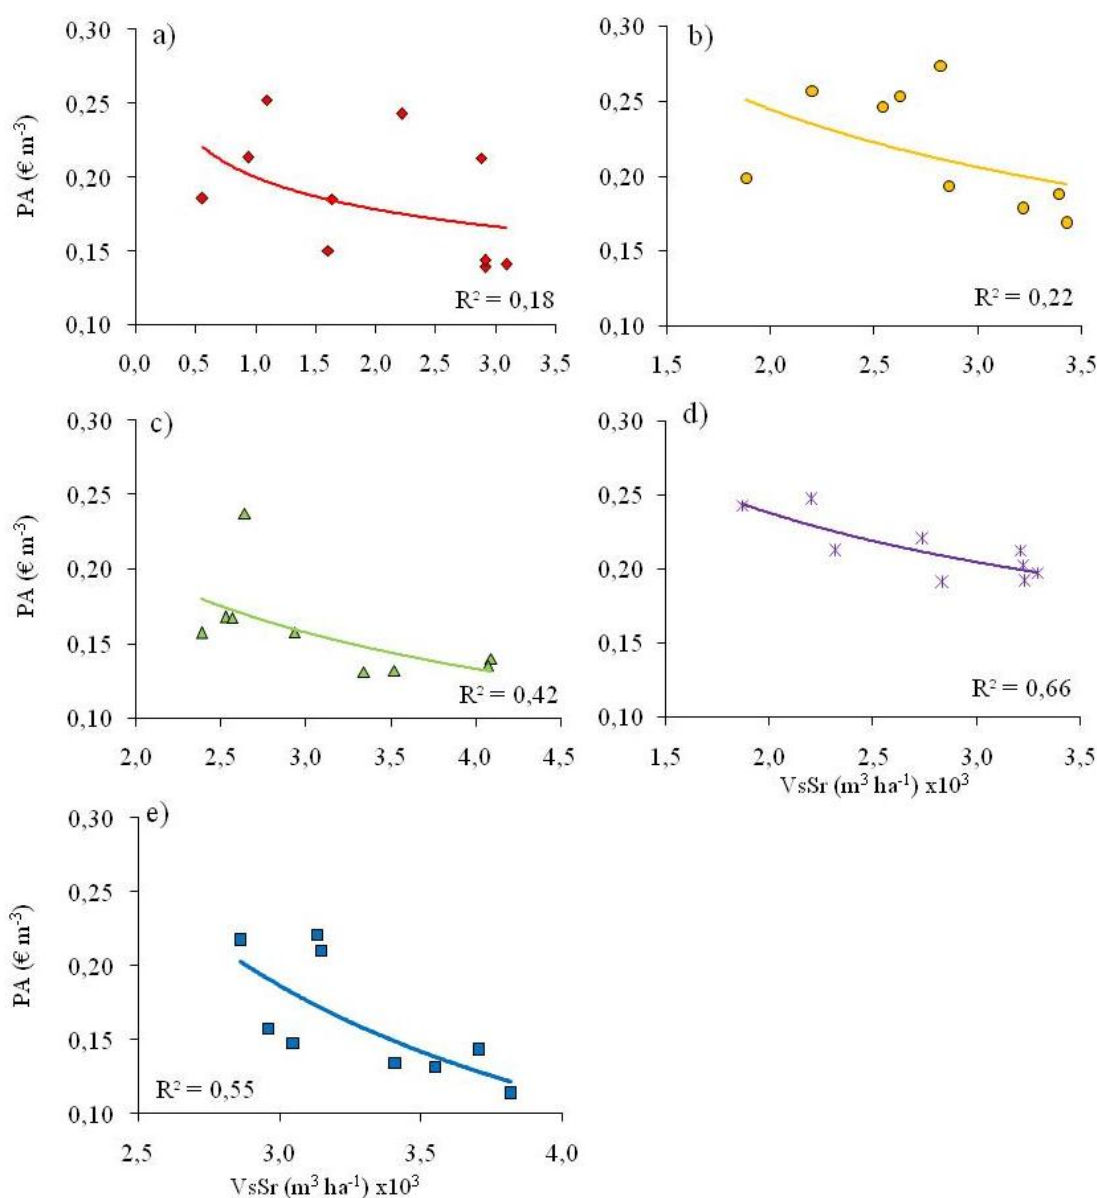 a)
PA (€ m⁻³)
0,30
0,25
0,20
0,15
0,10
R² = 0,18
0,0 0,5 1,0 1,5 2,0 2,5 3,0 3,5
b)
0,30
0,25
0,20
0,15
0,10
R² = 0,22
1,5 2,0 2,5 3,0 3,5
c)
PA (€ m⁻³)
0,30
0,25
0,20
0,15
0,10
R² = 0,42
2,0 2,5 3,0 3,5 4,0 4,5
d)
0,30
0,25
0,20
0,15
0,10
R² = 0,66
1,5 2,0 2,5 3,0 3,5
VsSr (m³ ha⁻¹) x10³
e)
PA (€ m⁻³)
0,30
0,25
0,20
0,15
0,10
R² = 0,55
2,5 3,0 3,5 4,0
VsSr (m³ ha⁻¹) x10³